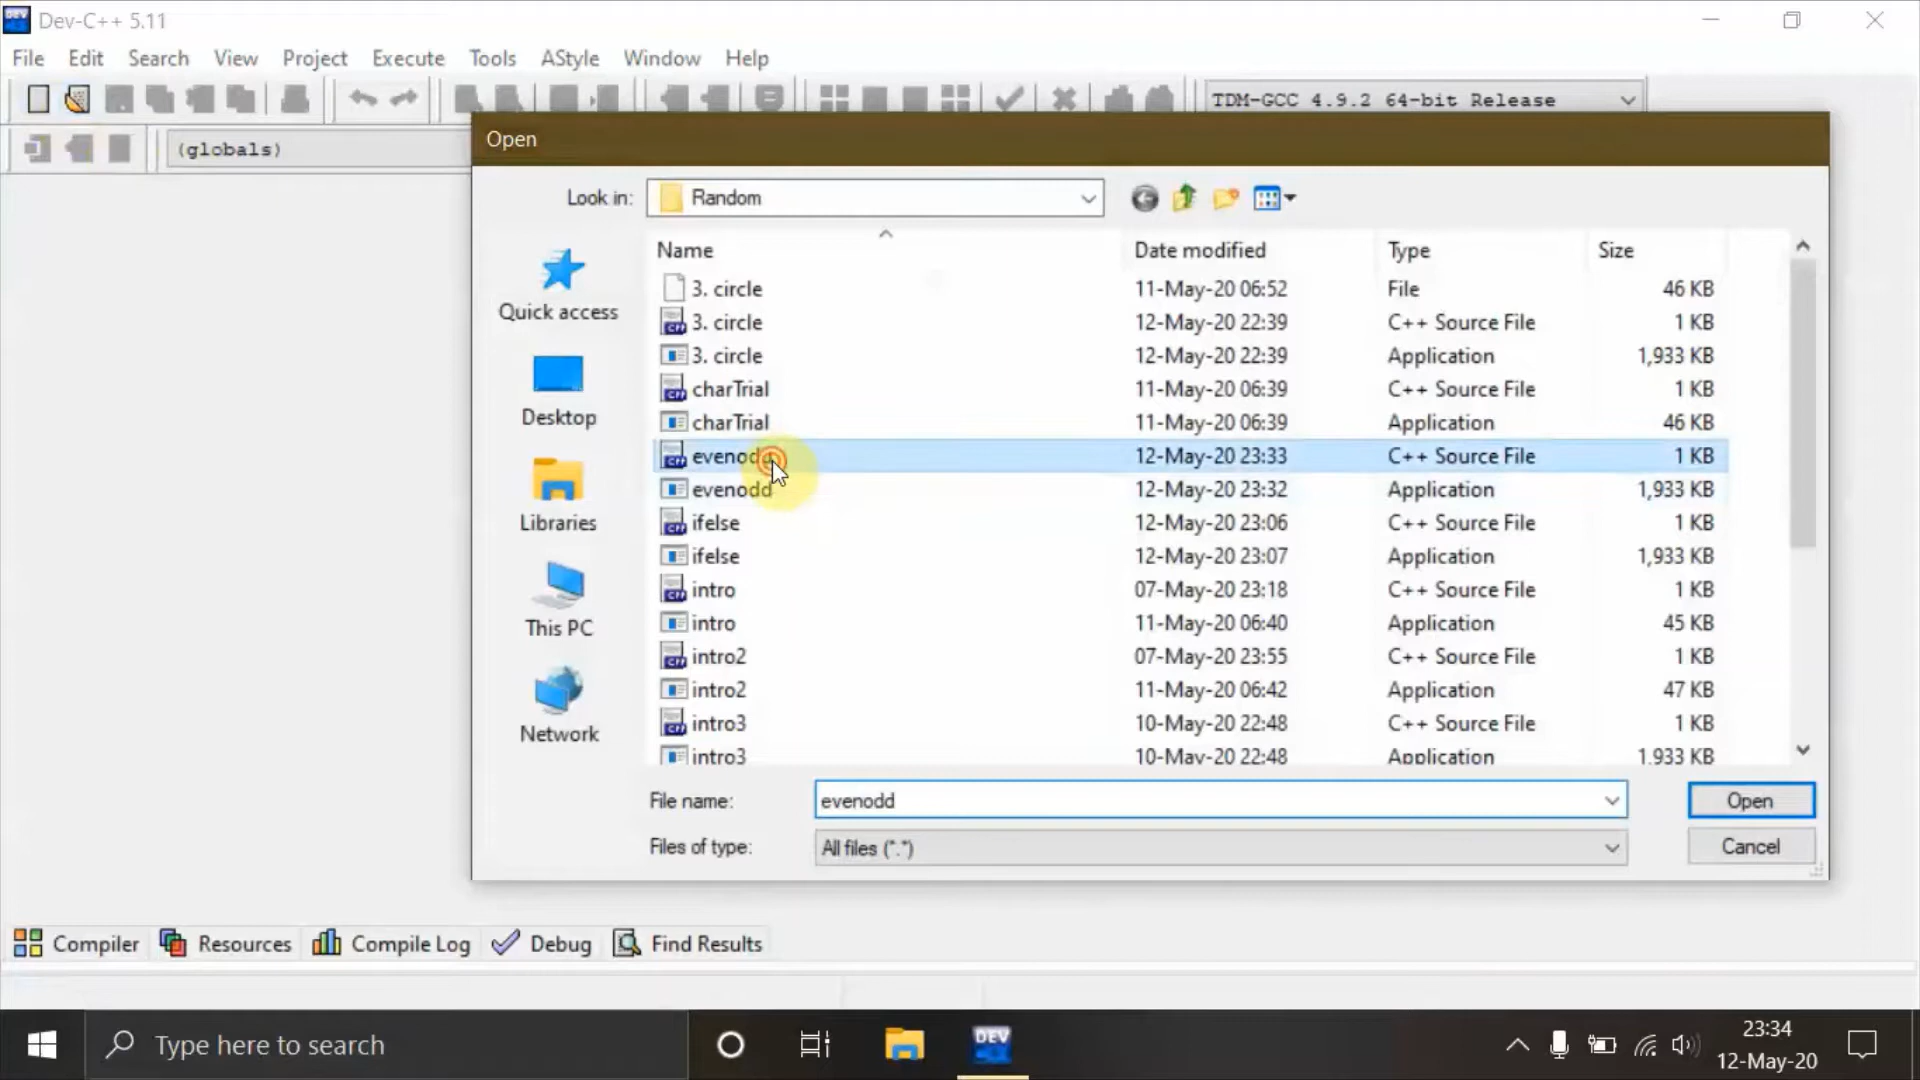 Dev-C++ 5.11
File Edit Search View Project Execute Tools AStyle Window Help
TDM-GCC 4.9.2 64-bit Release
(globals)
Open
Look in: Random
Name Date modified Type Size
3. circle 11-May-20 06:52 File 46 KB
3. circle 12-May-20 22:39 C++ Source File 1 KB
3. circle 12-May-20 22:39 Application 1,933 KB
charTrial 11-May-20 06:39 C++ Source File 1 KB
charTrial 11-May-20 06:39 Application 46 KB
evenodd 12-May-20 23:33 C++ Source File 1 KB
evenodd 12-May-20 23:32 Application 1,933 KB
ifelse 12-May-20 23:06 C++ Source File 1 KB
ifelse 12-May-20 23:07 Application 1,933 KB
intro 07-May-20 23:18 C++ Source File 1 KB
intro 11-May-20 06:40 Application 45 KB
intro2 07-May-20 23:55 C++ Source File 1 KB
intro2 11-May-20 06:42 Application 47 KB
intro3 10-May-20 22:48 C++ Source File 1 KB
intro3 10-May-20 22:48 Application 1,933 KB
Quick access
Desktop
Libraries
This PC
Network
File name: evenodd Open
Files of type: All files (*.*) Cancel
Compiler Resources Compile Log Debug Find Results
Type here to search
DEV
23:34
12-May-20